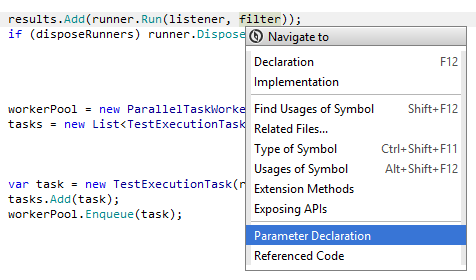 results.Add(runner.Run(listener, filter));
if (disposeRunners) runner.Dispose
Navigate to
Declaration F12
Implementation
Find Usages of Symbol Shift+F12
Related Files...
Type of Symbol Ctrl+Shift+F11
Usages of Symbol Alt+Shift+F12
Extension Methods
Exposing APIs
Parameter Declaration
Referenced Code
workerPool = new ParallelTaskWorke
tasks = new List<TestExecutionTask
var task = new TestExecutionTask(r
tasks.Add(task);
workerPool.Enqueue(task);